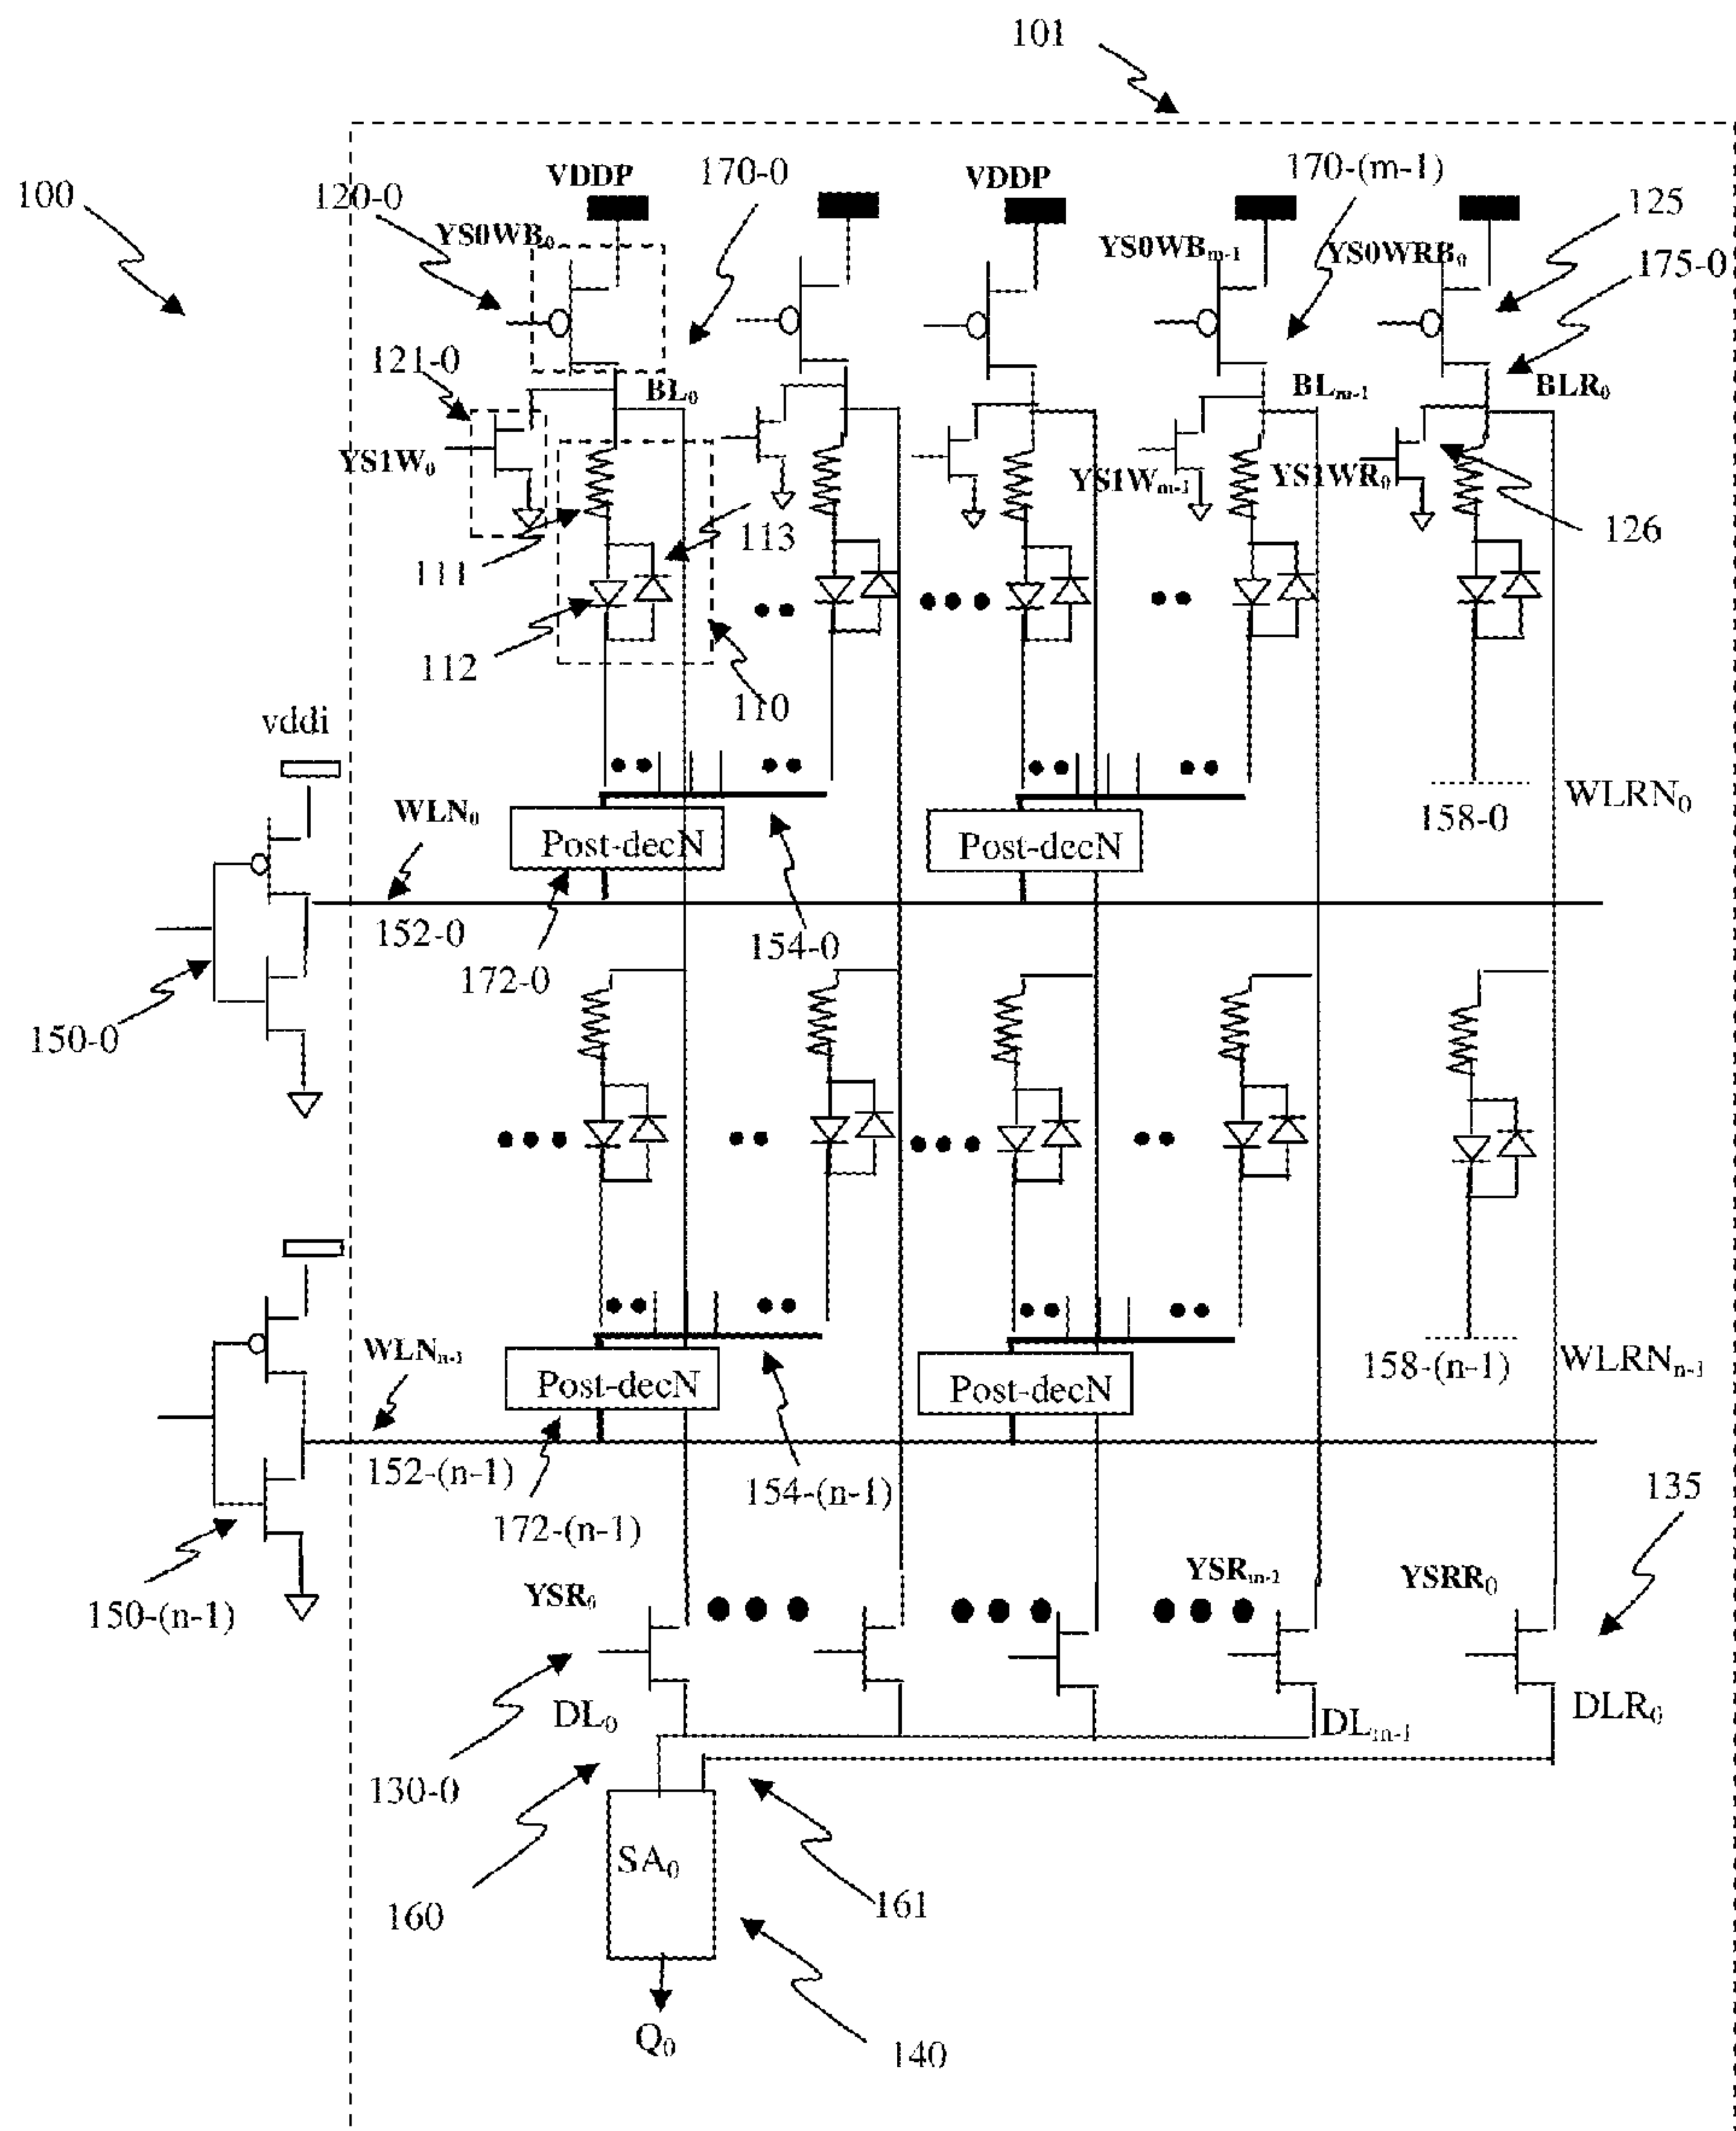 101
100
120-0
VDDP
170-0
VDDP
170-(m-1)
125
YS0WB₀
YS0WBₘ₋₁
YS0WRB₀
175-0
121-0
BL₀
BLₘ₋₁
BLR₀
YS1W₀
YS1Wₘ₋₁
YS1WR₀
111
113
126
112
110
vddi
WLN₀
158-0
WLRN₀
Post-decN
Post-decN
152-0
154-0
172-0
150-0
WLNₙ₋₁
158-(n-1)
WLRNₙ₋₁
Post-decN
Post-decN
152-(n-1)
154-(n-1)
172-(n-1)
135
150-(n-1)
YSR₀
YSRₘ₋₁
YSRR₀
DL₀
DLₘ₋₁
DLR₀
130-0
SA₀
160
161
Q₀
140